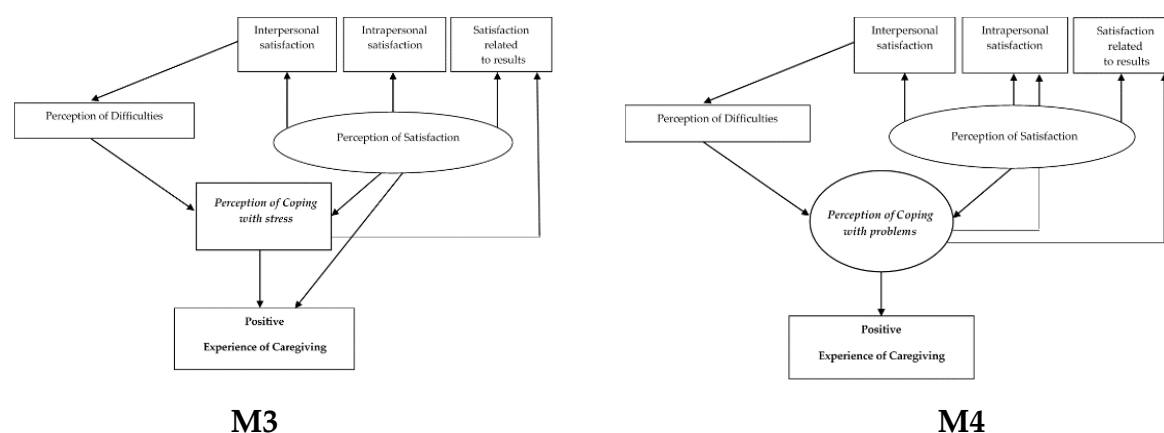 Interpersonal
satisfaction
Intrapersonal
satisfaction
Satisfaction
related
to results
Perception of Difficulties
Perception of Satisfaction
Perception of Coping
with stress
Positive
Experience of Caregiving
M3
Interpersonal
satisfaction
Intrapersonal
satisfaction
Satisfaction
related
to results
Perception of Difficulties
Perception of Satisfaction
Perception of Coping
with problems
Positive
Experience of Caregiving
M4